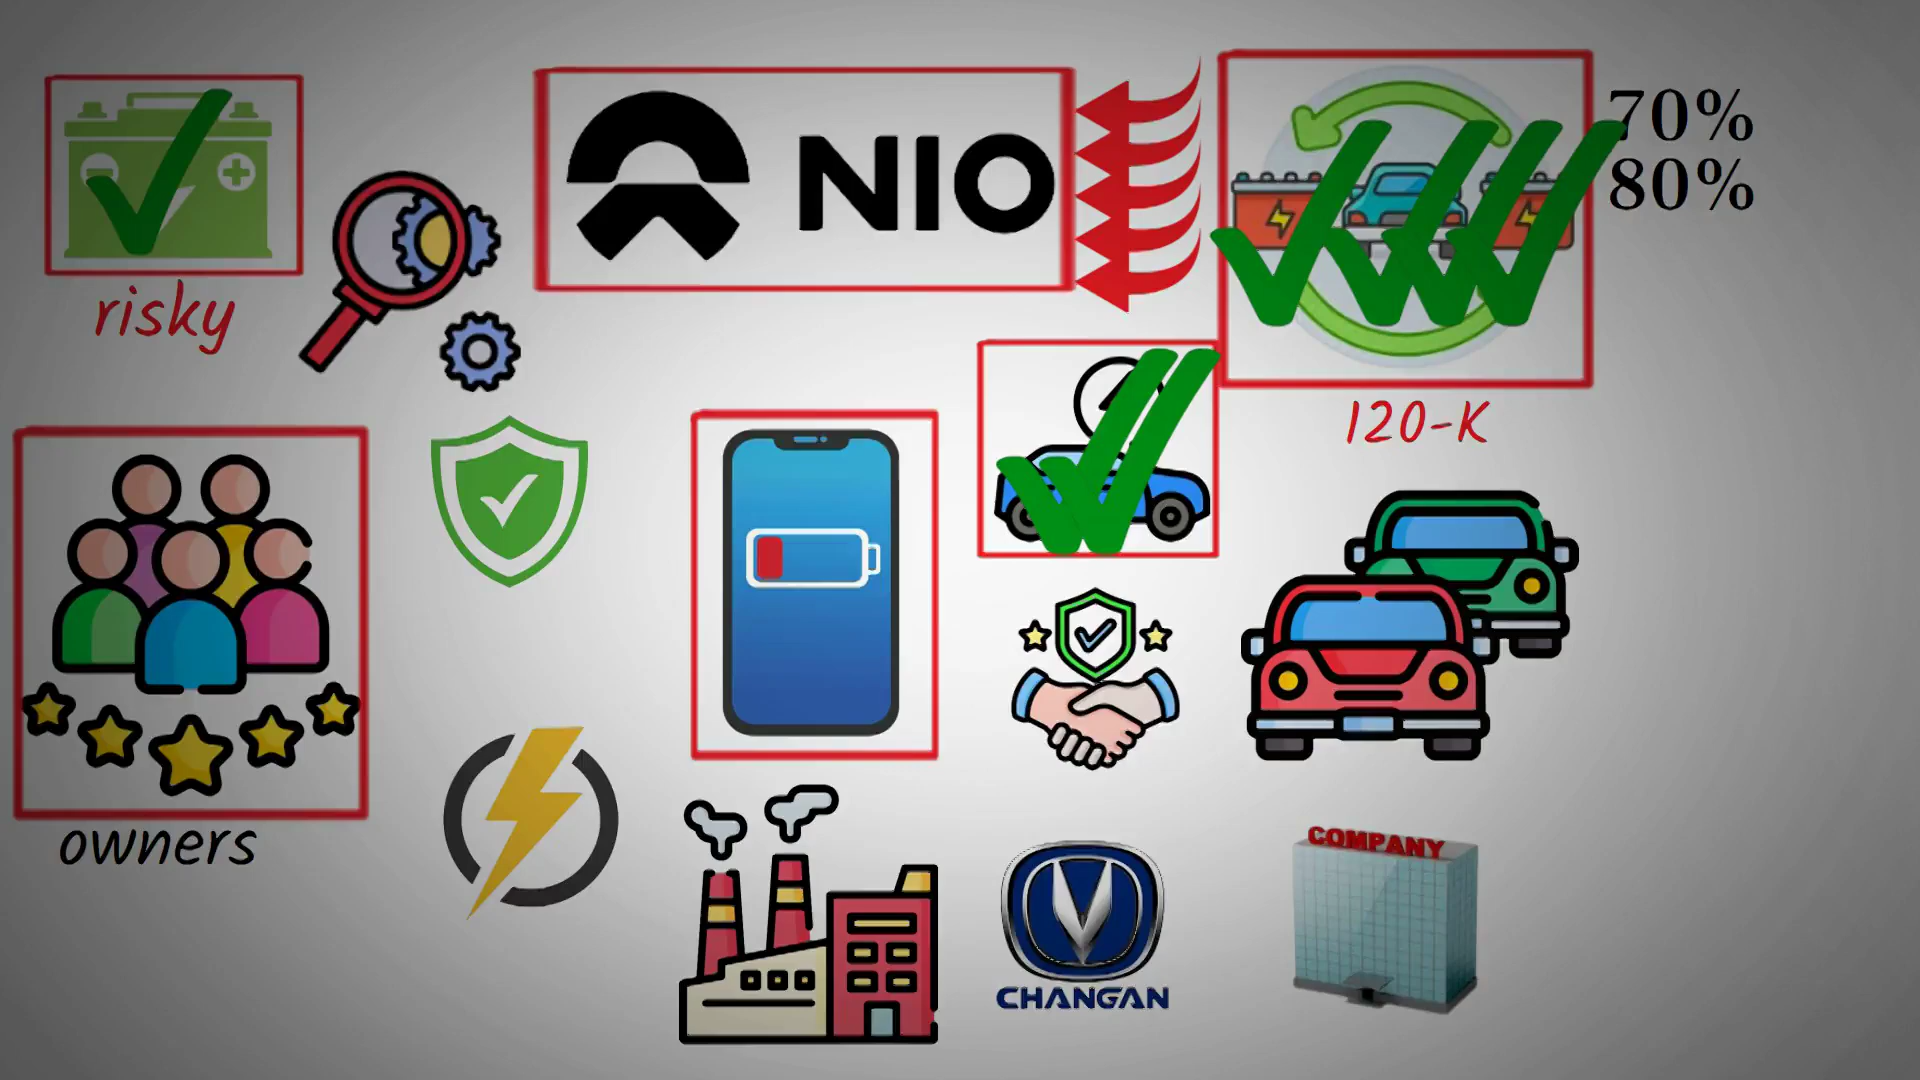 NIO
70%
80%
risky
120-K
owners
COMPANY
CHANGAN